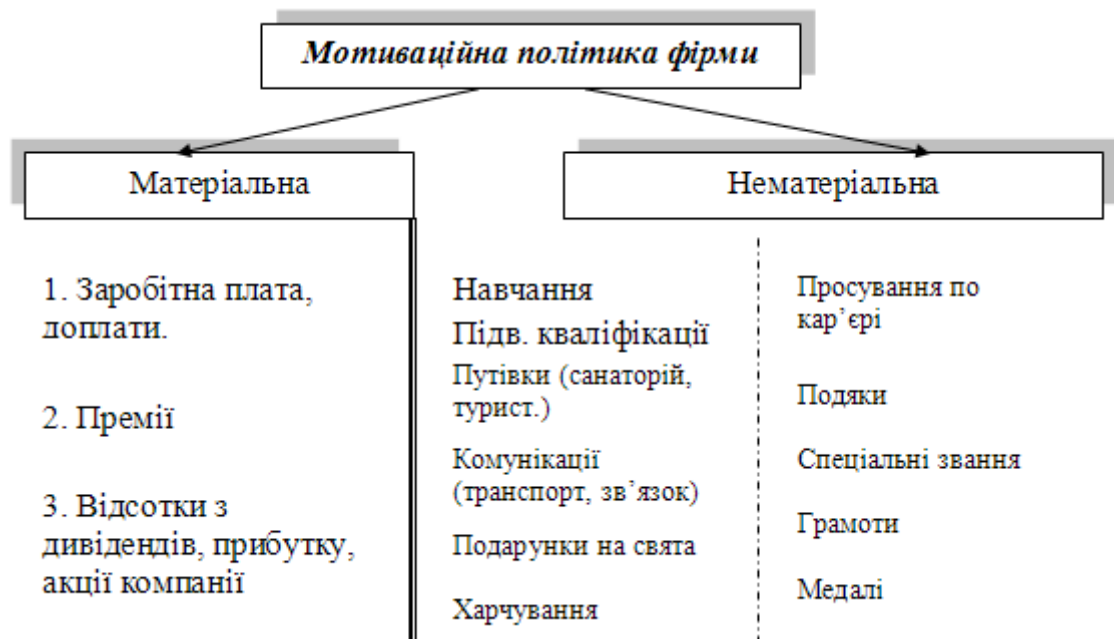 Мотиваційна політика фірми
Матеріальна
Нематеріальна
1. Заробітна плата,
доплати.
2. Премії
3. Відсотки з
дивідендів, прибутку,
акції компанії
Навчання
Підв. кваліфікації
Путівки (санаторій,
турист.)
Комунікації
(транспорт, зв’язок)
Подарунки на свята
Харчування
Просування по
кар’єрі
Подяки
Спеціальні звання
Грамоти
Медалі